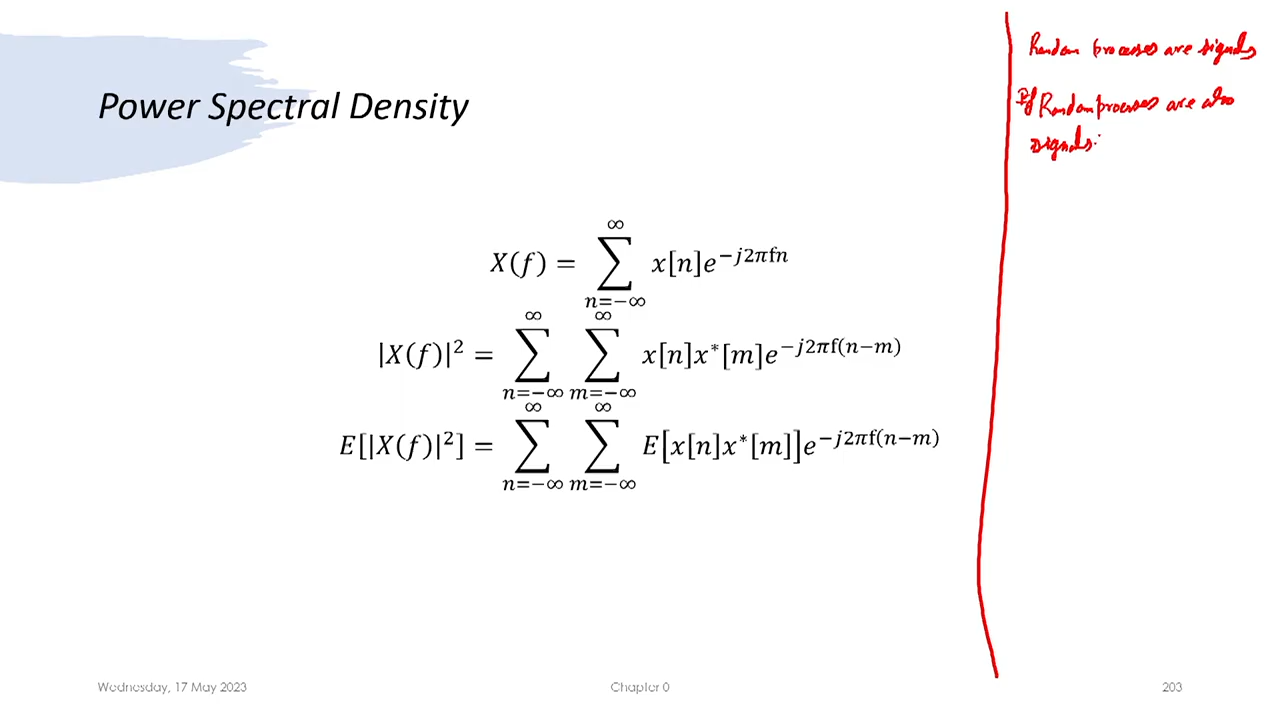 Power Spectral Density
Random processes are signals
If Random processes are also
signals.
X(f) = ∑_{n=-∞}^{∞} x[n]e^{-j2πfn}
|X(f)|^2 = ∑_{n=-∞}^{∞} ∑_{m=-∞}^{∞} x[n]x*[m]e^{-j2πf(n-m)}
E[|X(f)|^2] = ∑_{n=-∞}^{∞} ∑_{m=-∞}^{∞} E[x[n]x*[m]]e^{-j2πf(n-m)}
Wednesday, 17 May 2023
Chapter 0
203